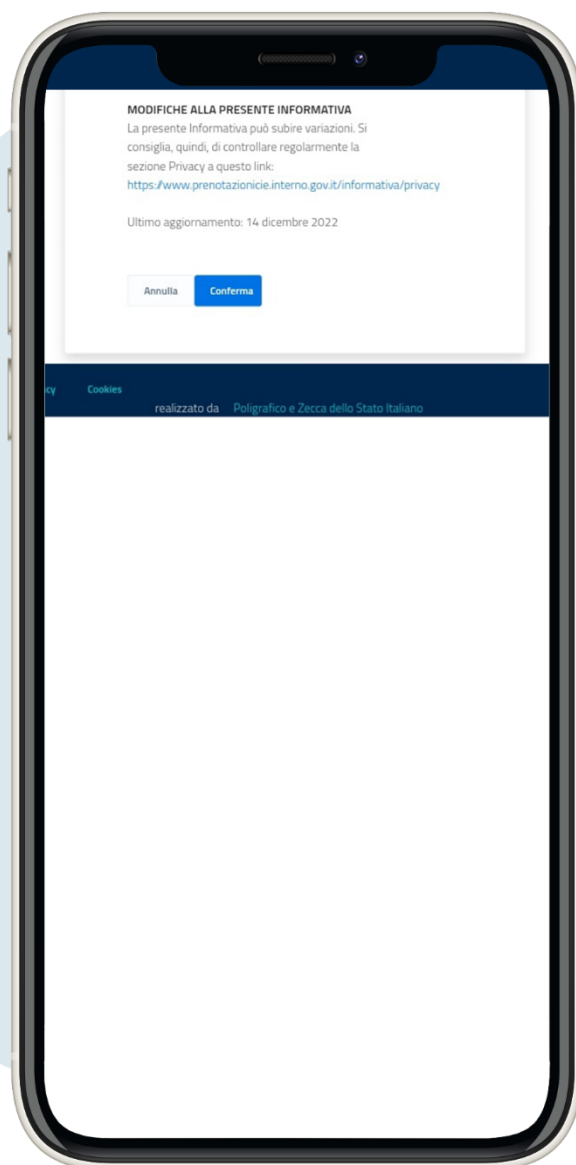 MODIFICHE ALLA PRESENTE INFORMATIVA
La presente Informativa può subire variazioni. Si
consiglia, quindi, di controllare regolarmente la
sezione Privacy a questo link:
https://www.prenotazionicie.interno.gov.it/informativa/privacy
Ultimo aggiornamento: 14 dicembre 2022
Annulla Conferma
cy Cookies
realizzato da Poligrafico e Zecca dello Stato Italiano